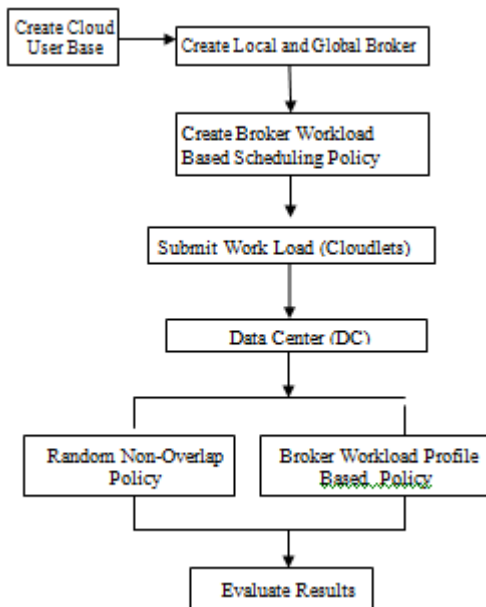 Create Cloud
User Base
Create Local and Global Broker
Create Broker Workload
Based Scheduling Policy
Submit Work Load (Cloudlets)
Data Center (DC)
Random Non-Overlap
Policy
Broker Workload Profile
Based Policy
Evaluate Results